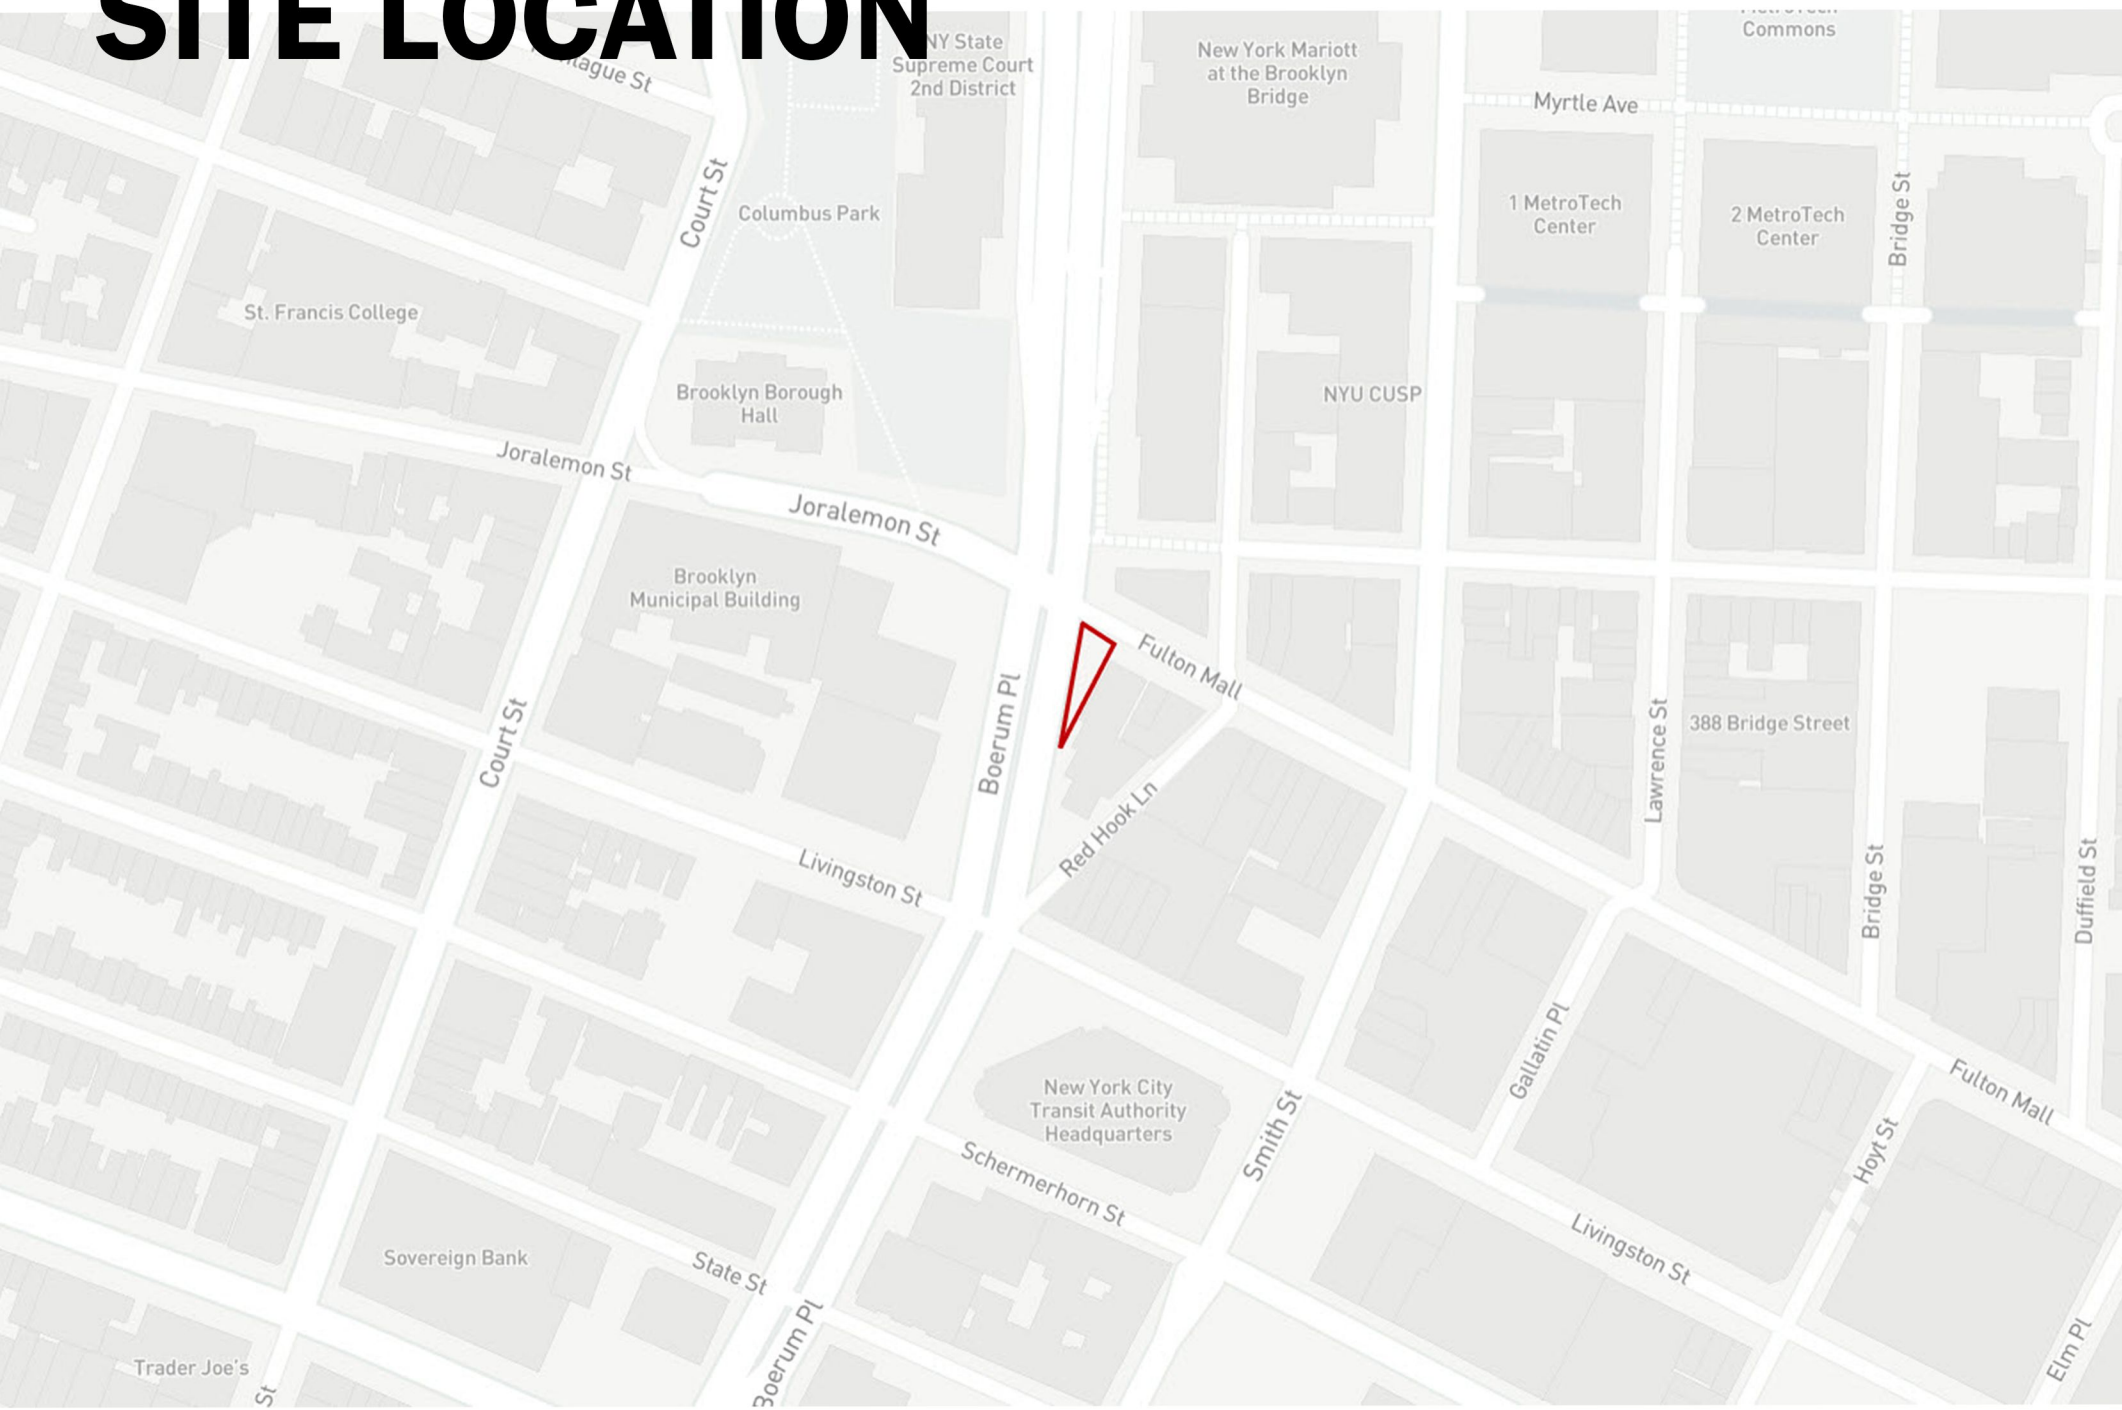 SITE LOCATION
NY State
Supreme Court
2nd District
New York Mariott
at the Brooklyn
Bridge
Commons
Myrtle Ave
Court St
Columbus Park
1 MetroTech
Center
2 MetroTech
Center
Bridge St
St. Francis College
Brooklyn Borough
Hall
NYU CUSP
Joralemon St
Joralemon St
Brooklyn
Municipal Building
Fulton Mall
Boerum Pl
Court St
Lawrence St
388 Bridge Street
Red Hook Ln
Livingston St
Bridge St
Duffield St
Gallatin Pl
New York City
Transit Authority
Headquarters
Fulton Mall
Smith St
Hoyt St
Schermerhorn St
Livingston St
Sovereign Bank
State St
Boerum Pl
Elm Pl
Trader Joe's
St